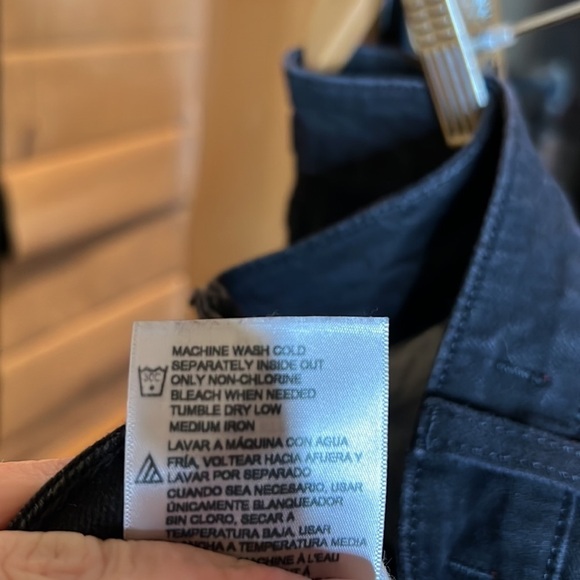 MACHINE WASH COLD
SEPARATELY INSIDE OUT
ONLY NON-CHLORINE
BLEACH WHEN NEEDED
TUMBLE DRY LOW
MEDIUM IRON
LAVAR A MÁQUINA CON AGUA
FRÍA, VOLTEAR HACIA AFUERA Y
LAVAR POR SEPARADO
CUANDO SEA NECESARIO, USAR
ÚNICAMENTE BLANQUEADOR
SIN CLORO, SECAR A
TEMPERATURA BAJA, USAR
A TEMPERATURA MEDIA
MACHINE À L'EAU